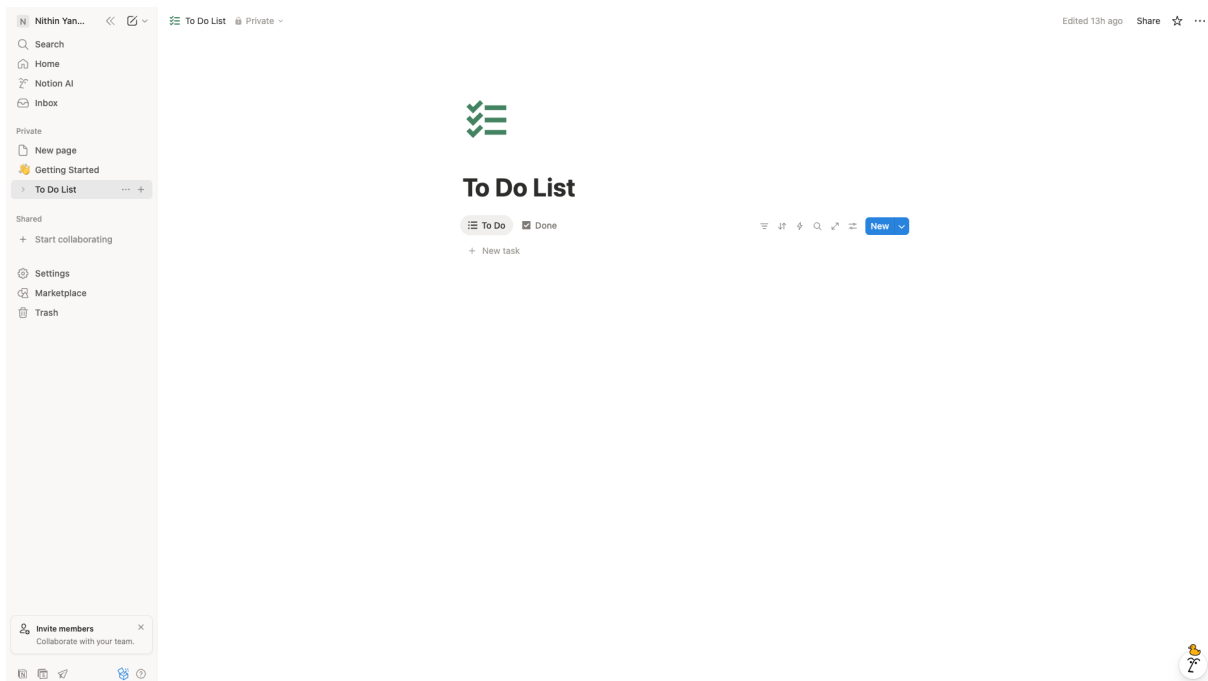 N Nithin Yan...
Search
Home
Notion AI
Inbox
Private
New page
Getting Started
To Do List
Shared
Start collaborating
Settings
Marketplace
Trash
Invite members
Collaborate with your team.
To Do List Private
Edited 13h ago Share
To Do List
To Do Done
New
New task